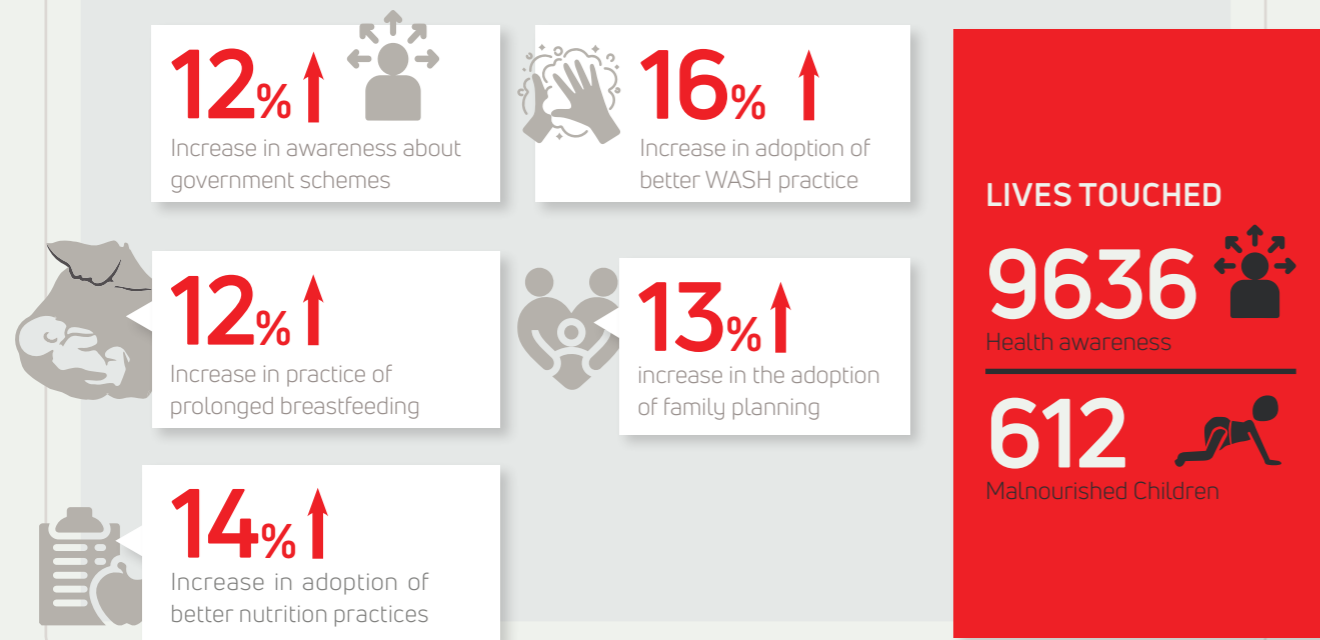 12%
Increase in awareness about
government schemes
16%
Increase in adoption of
better WASH practice
12%
Increase in practice of
prolonged breastfeeding
13%
increase in the adoption
of family planning
14%
Increase in adoption of
better nutrition practices
LIVES TOUCHED
9636
Health awareness
612
Malnourished Children